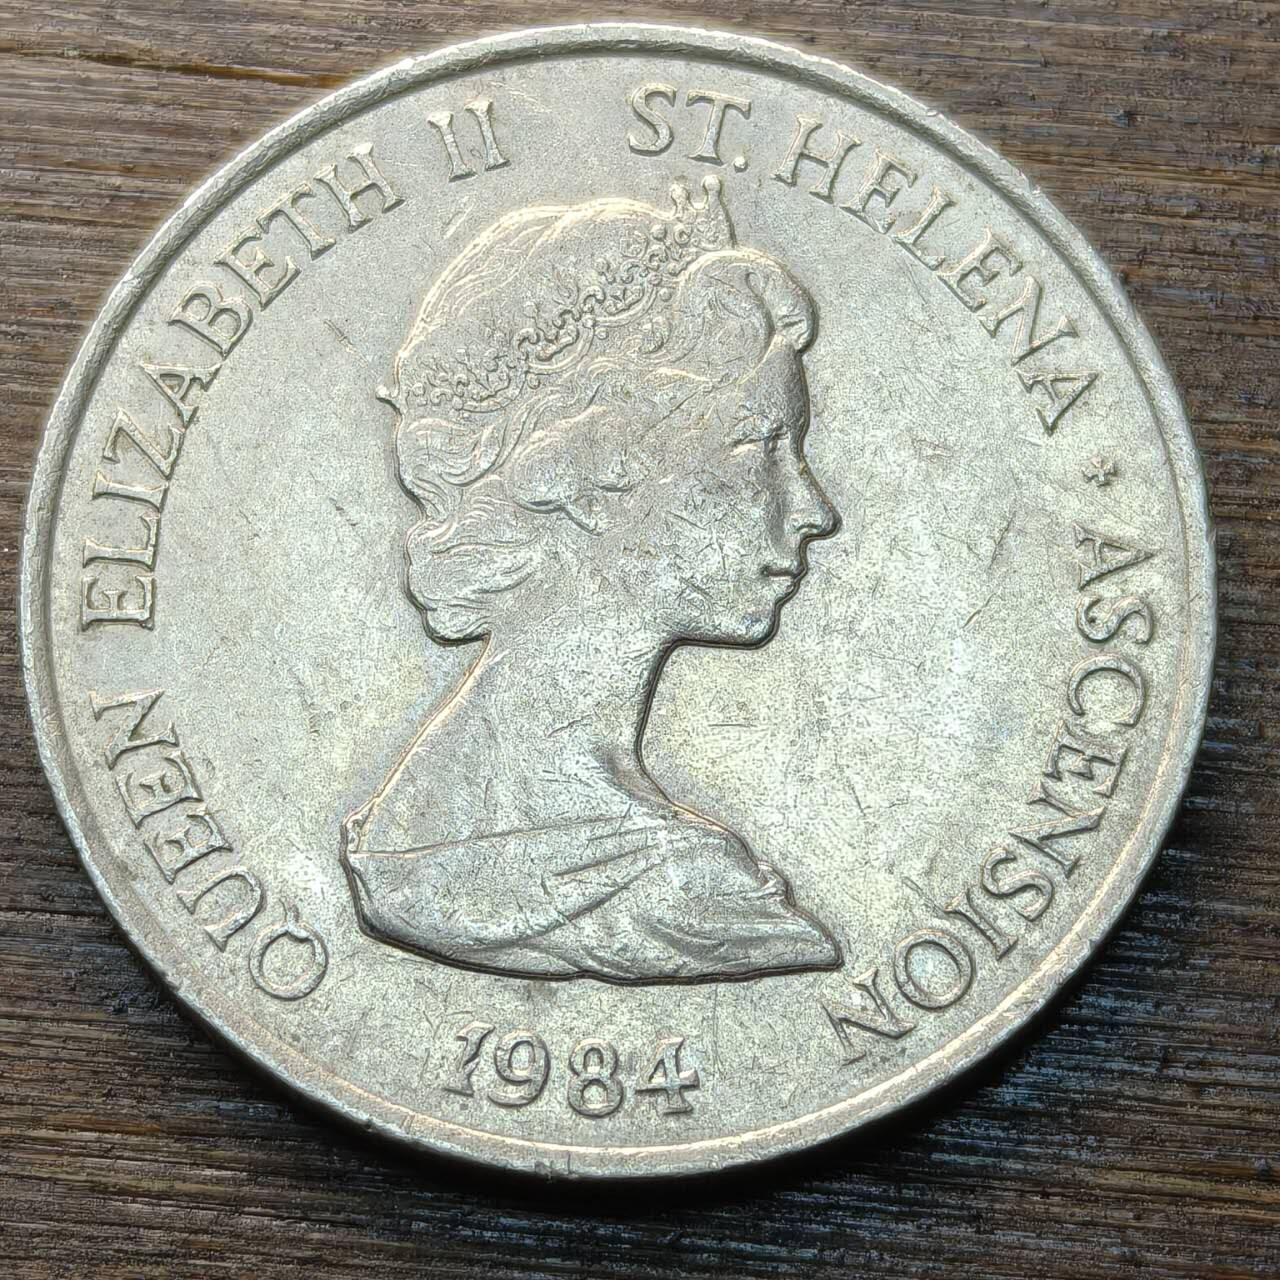 QUEEN ELIZABETH II ST. HELENA * ASCENSION
1984